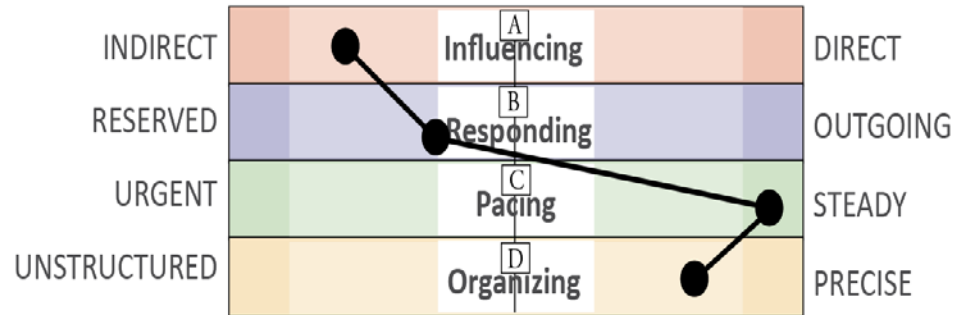 A
INDIRECT Influencing DIRECT
B
RESERVED Responding OUTGOING
C
URGENT Pacing STEADY
D
UNSTRUCTURED Organizing PRECISE